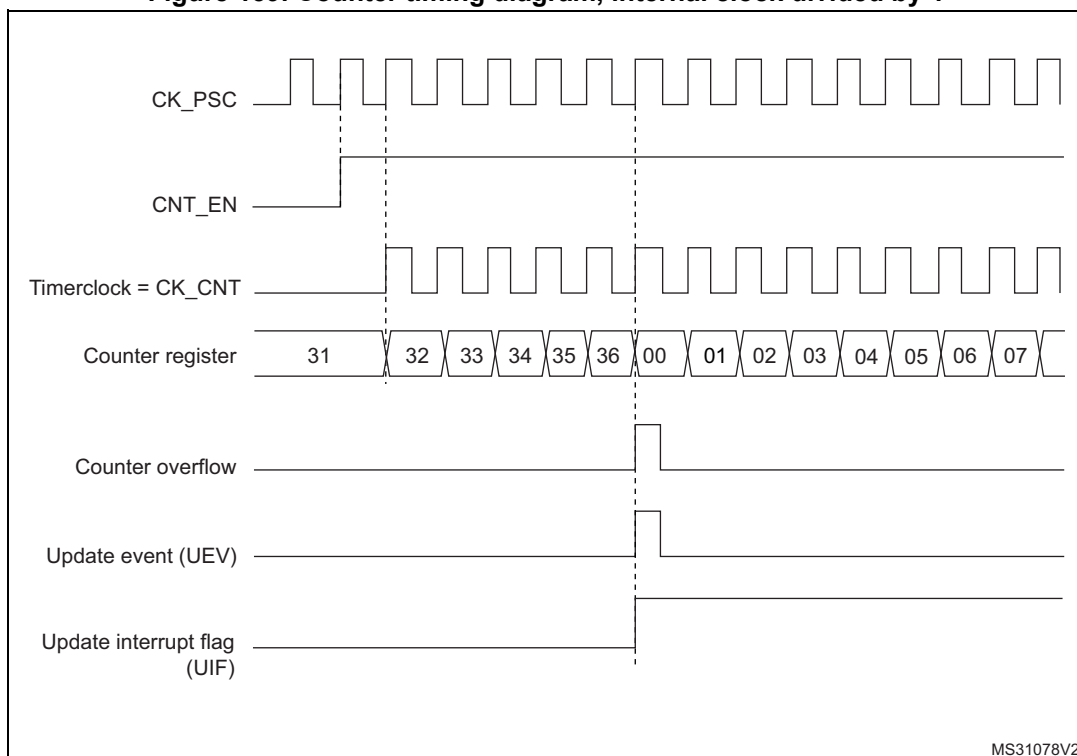 CK_PSC
CNT_EN
Timerclock = CK_CNT
Counter register 31 32 33 34 35 36 00 01 02 03 04 05 06 07
Counter overflow
Update event (UEV)
Update interrupt flag
(UIF)
MS31078V2